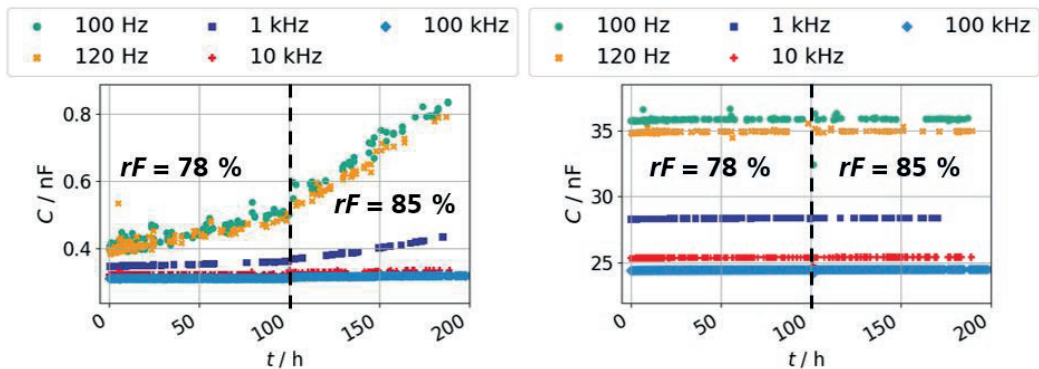 100 Hz 1 kHz 100 kHz
120 Hz 10 kHz
0.8
0.6
0.4
C / nF
rF = 78 %
rF = 85 %
0 50 100 150 200
t / h
100 Hz 1 kHz 100 kHz
120 Hz 10 kHz
35
30
25
C / nF
rF = 78 %
rF = 85 %
0 50 100 150 200
t / h